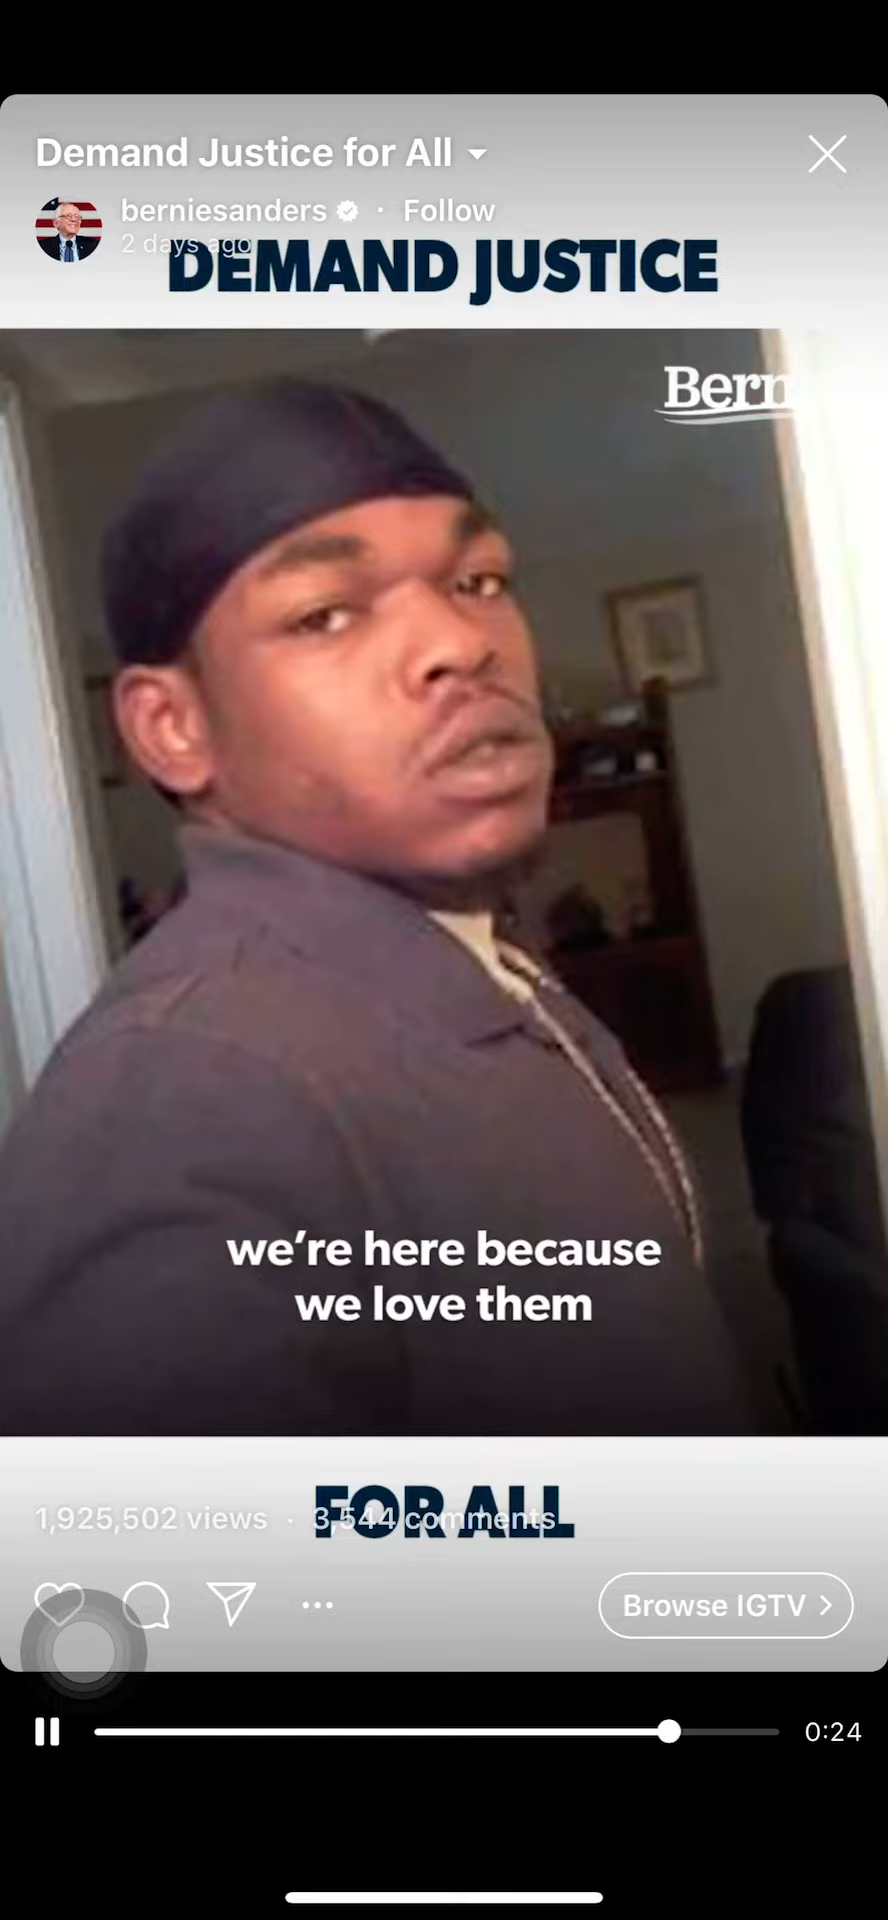 Demand Justice for All
berniesanders · Follow
2 days ago
DEMAND JUSTICE
Bern
we're here because
we love them
FOR ALL
1,925,502 views · 3,544 comments
Browse IGTV
0:24